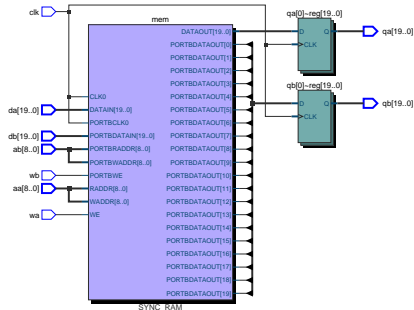 clk
mem
qa[0]~reg[19..0]
DATAOUT[19..0]
D
Q
qa[19..0]
CLK
PORTBDATAOUT[0]
PORTBDATAOUT[1]
PORTBDATAOUT[2]
PORTBDATAOUT[3]
qb[0]~reg[19..0]
CLK0
PORTBDATAOUT[4]
da[19..0]
DATAIN[19..0]
PORTBDATAOUT[5]
D
Q
qb[19..0]
PORTBCLK0
PORTBDATAOUT[6]
CLK
db[19..0]
PORTBDATAIN[19..0]
PORTBDATAOUT[7]
ab[8..0]
PORTBRADDR[8..0]
PORTBDATAOUT[8]
PORTBWADDR[8..0]
PORTBDATAOUT[9]
wb
PORTBWE
PORTBDATAOUT[10]
aa[8..0]
RADDR[8..0]
PORTBDATAOUT[11]
WADDR[8..0]
PORTBDATAOUT[12]
wa
WE
PORTBDATAOUT[13]
PORTBDATAOUT[14]
PORTBDATAOUT[15]
PORTBDATAOUT[16]
PORTBDATAOUT[17]
PORTBDATAOUT[18]
PORTBDATAOUT[19]
SYNC_RAM